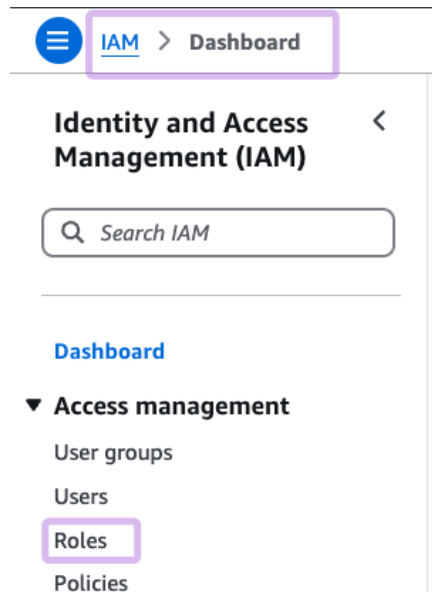 IAM > Dashboard
Identity and Access
Management (IAM)
Search IAM
Dashboard
Access management
User groups
Users
Roles
Policies